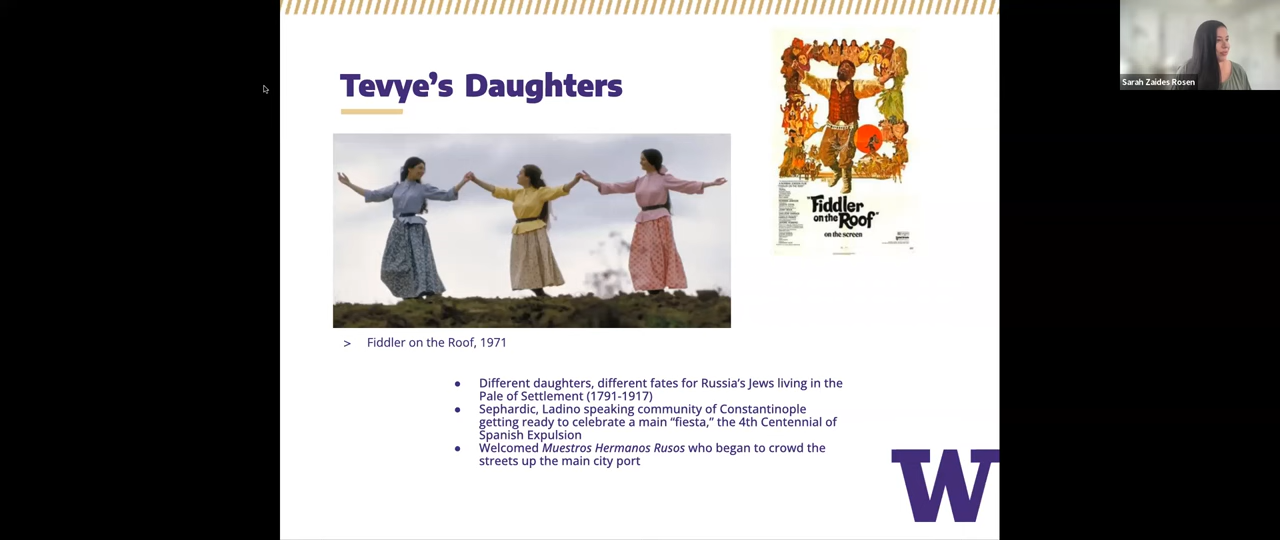 Tevye's Daughters
"Fiddler
on the Roof"
on the screen
Sarah Zaides Rosen
> Fiddler on the Roof, 1971
● Different daughters, different fates for Russia's Jews living in the
Pale of Settlement (1791-1917)
● Sephardic, Ladino speaking community of Constantinople
getting ready to celebrate a main “fiesta,” the 4th Centennial of
Spanish Expulsion
● Welcomed Muestros Hermanos Rusos who began to crowd the
streets up the main city port
W